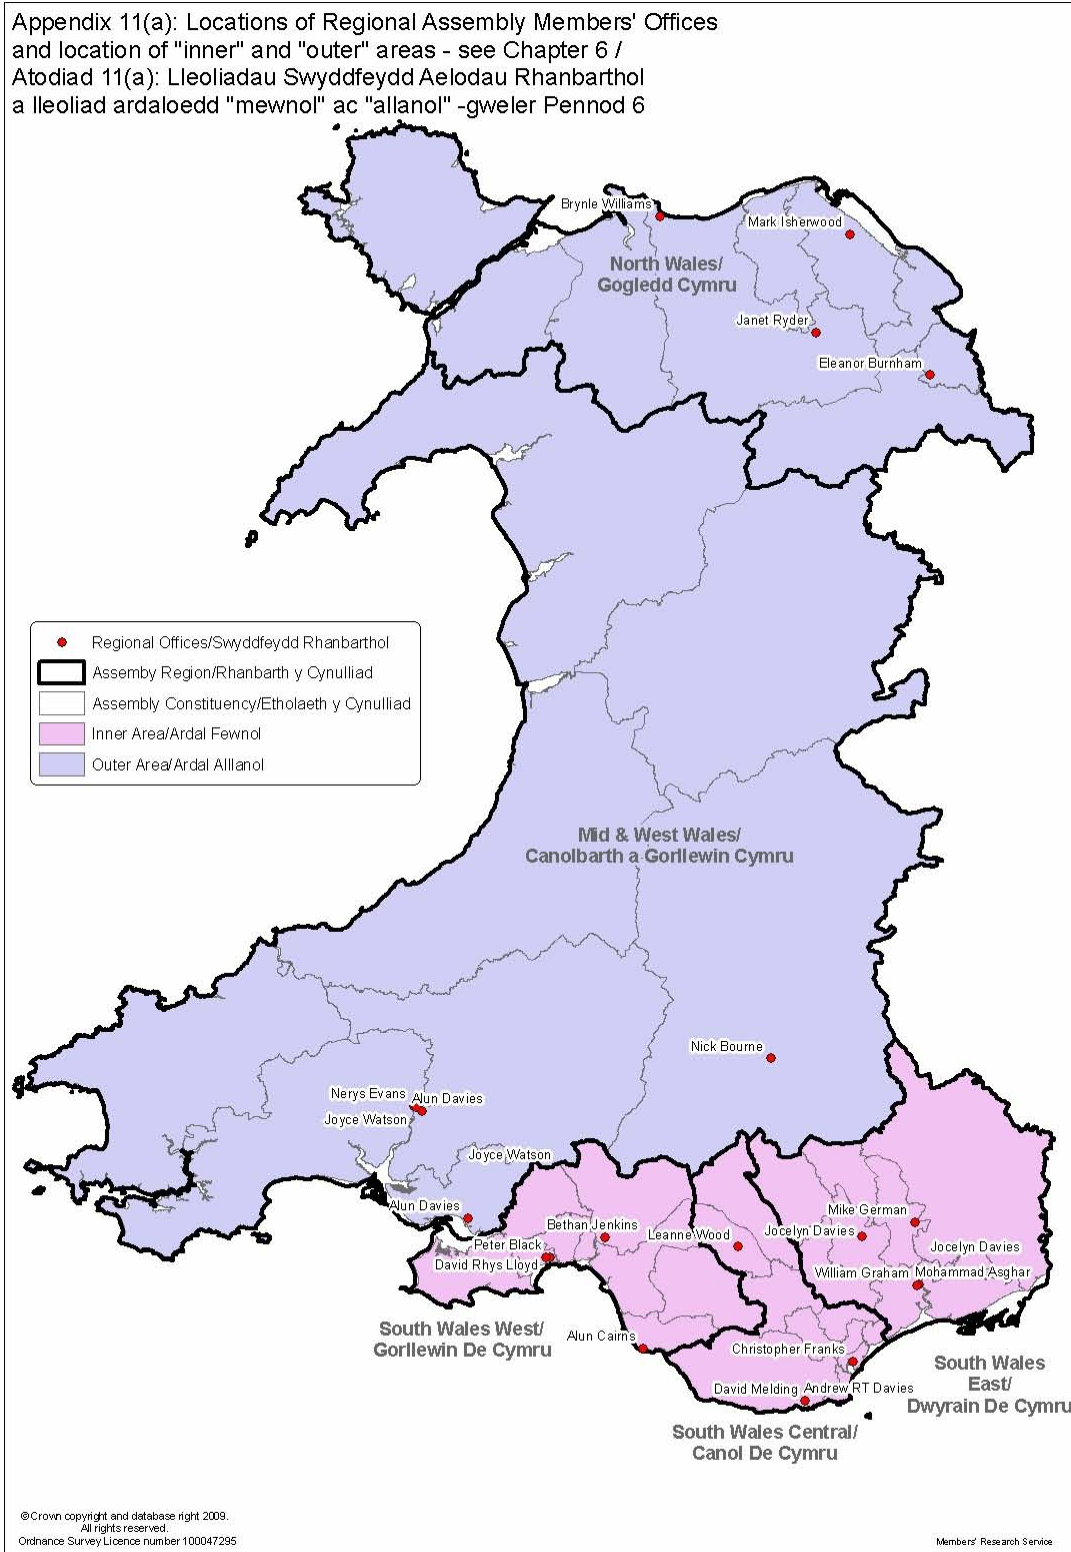 Appendix 11(a): Locations of Regional Assembly Members' Offices
and location of "inner" and "outer" areas - see Chapter 6 /
Atodiad 11(a): Lleoliadau Swyddfeydd Aelodau Rhanbarthol
a lleoliad ardaloedd "mewnol" ac "allanol" -gweler Pennod 6
Brynle Williams
Mark Isherwood
North Wales/
Gogledd Cymru
Janet Ryder
Eleanor Burnham
Regional Offices/Swyddfeydd Rhanbarthol
Assemby Region/Rhanbarth y Cynulliad
Assembly Constituency/Etholaeth y Cynulliad
Inner Area/Ardal Fewnol
Outer Area/Ardal Alllanol
Mid & West Wales/
Canolbarth a Gorllewin Cymru
Nick Bourne
Nerys Evans
Alun Davies
Joyce Watson
Joyce Watson
Alun Davies
Mike German
Bethan Jenkins
Leanne Wood
Jocelyn Davies
Peter Black
Jocelyn Davies
David Rhys Lloyd
William Graham
Mohammad Asghar
South Wales West/
Gorllewin De Cymru
Alun Cairns
Christopher Franks
South Wales
East/
Dwyrain De Cymru
David Melding
Andrew RT Davies
South Wales Central/
Canol De Cymru
© Crown copyright and database right 2009.
All rights reserved.
Ordnance Survey Licence number 100047295
Members' Research Service